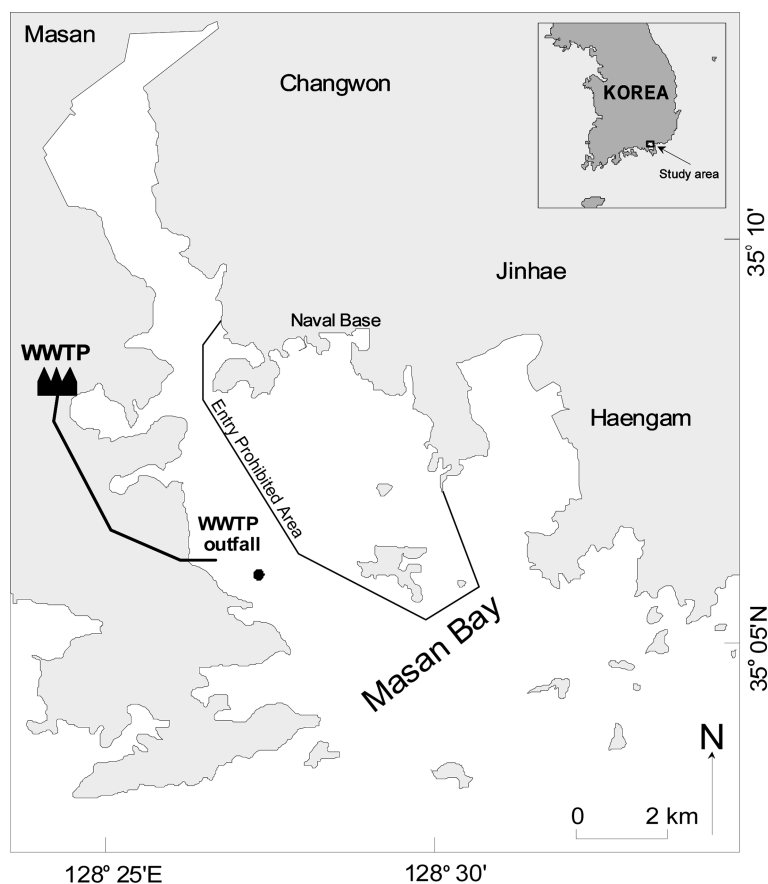 Masan
Changwon
KOREA
Study area
35° 10'
Jinhae
Naval Base
WWTP
Haengam
Entry Prohibited Area
WWTP
outfall
Masan Bay
35° 05'N
N
0 2 km
128° 25'E
128° 30'